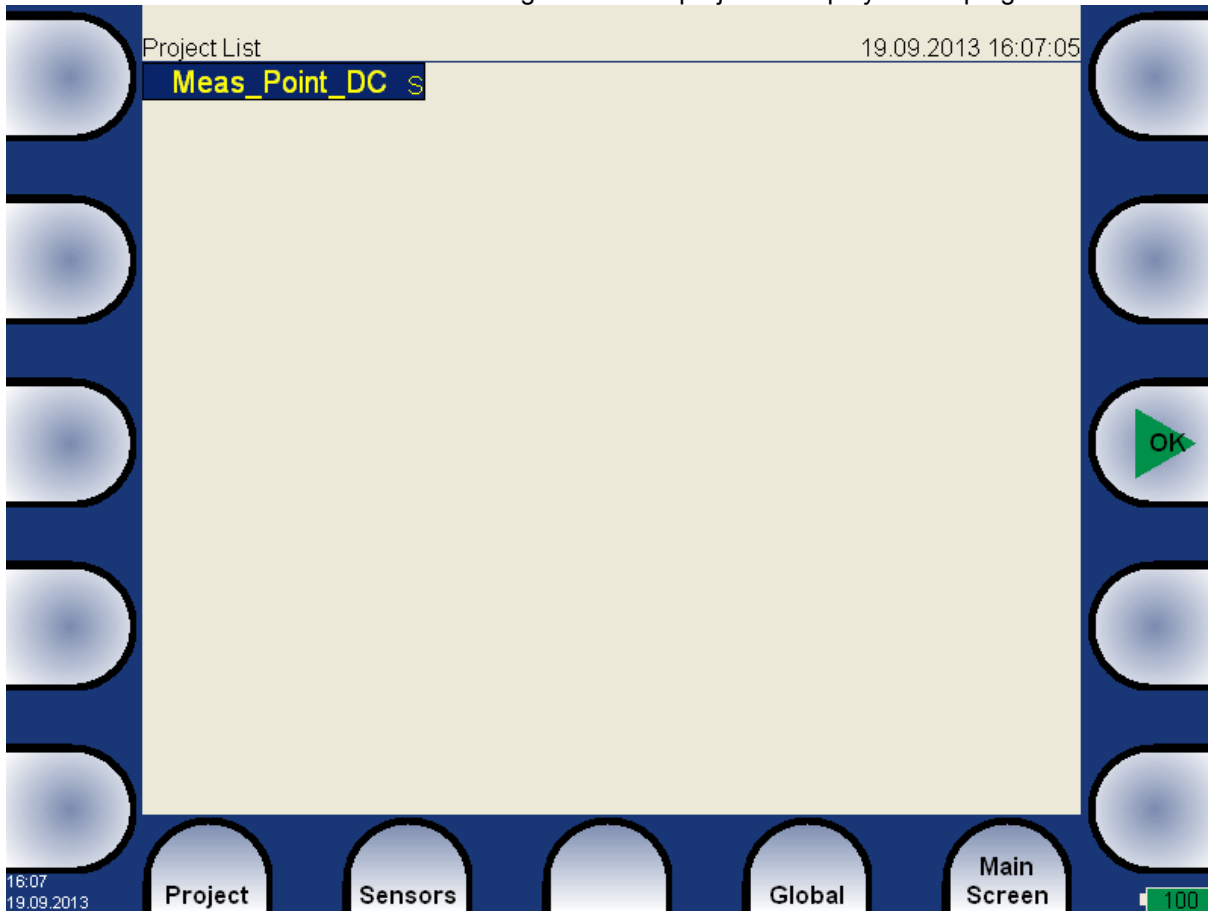 Project List 19.09.2013 16:07:05
Meas_Point_DC S
OK
Project Sensors Global Main Screen
16:07
19.09.2013
100